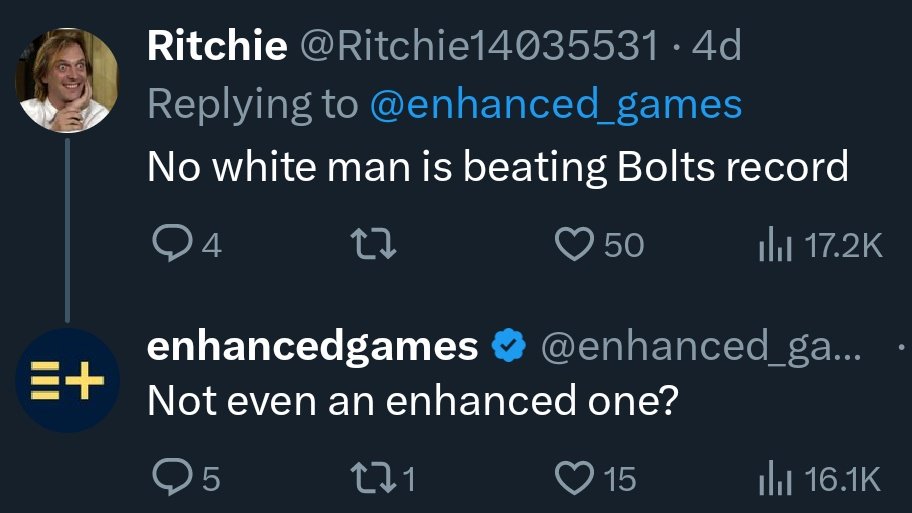 Ritchie @Ritchie14035531 · 4d
Replying to @enhanced_games
No white man is beating Bolts record
4 50 17.2K
enhancedgames @enhanced_ga... ·
Not even an enhanced one?
5 1 15 16.1K